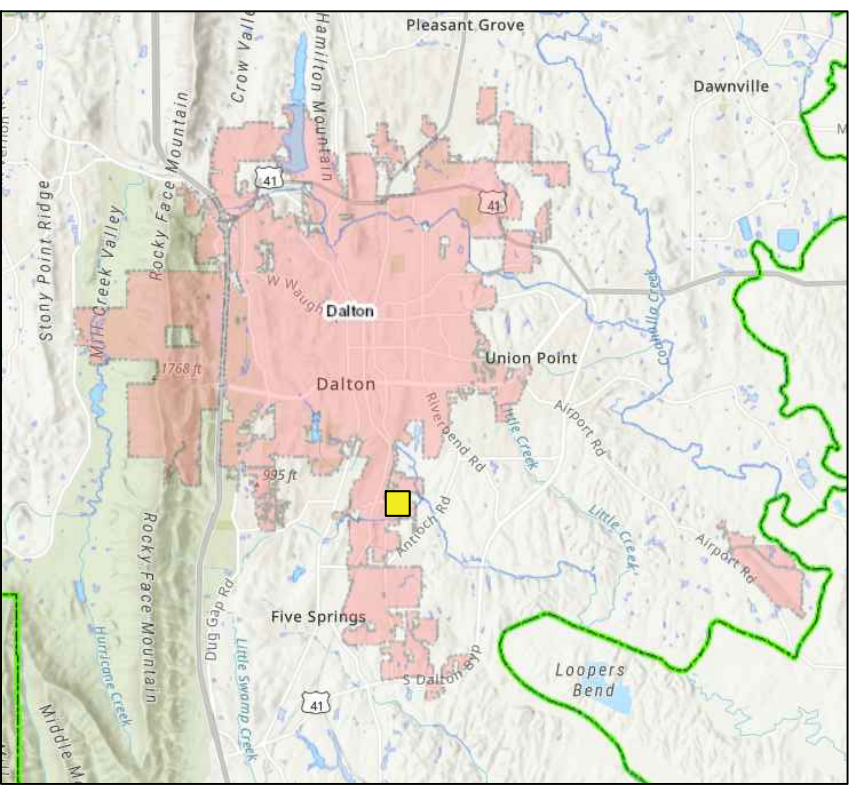 Pleasant Grove
Crow Valle
Hamilton Mountain
Dawnville
41
41
Stony Point Ridge
Mill Creek Valley
Rocky Face Mountain
W Waugh
Dalton
Coahulla Creek
Union Point
1768 ft
Dalton
Riverbend Rd
ittle Creek
Airport Rd
995 ft
Antioch Rd
Little Creek
Airport Rd
Rocky Face Mountain
Dug Gap Rd
Five Springs
Hurricane Creek
Little Swamp Creek
S Dalton Byp
Loopers
Bend
41
Middle M